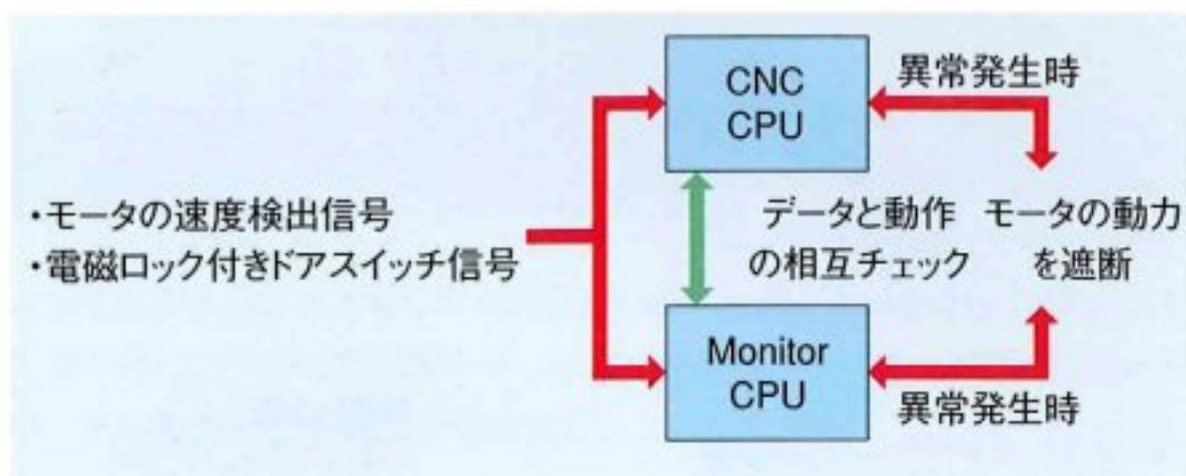 CNC
CPU
異常発生時
・モータの速度検出信号
・電磁ロック付きドアスイッチ信号
データと動作
の相互チェック
モータの動力
を遮断
Monitor
CPU
異常発生時